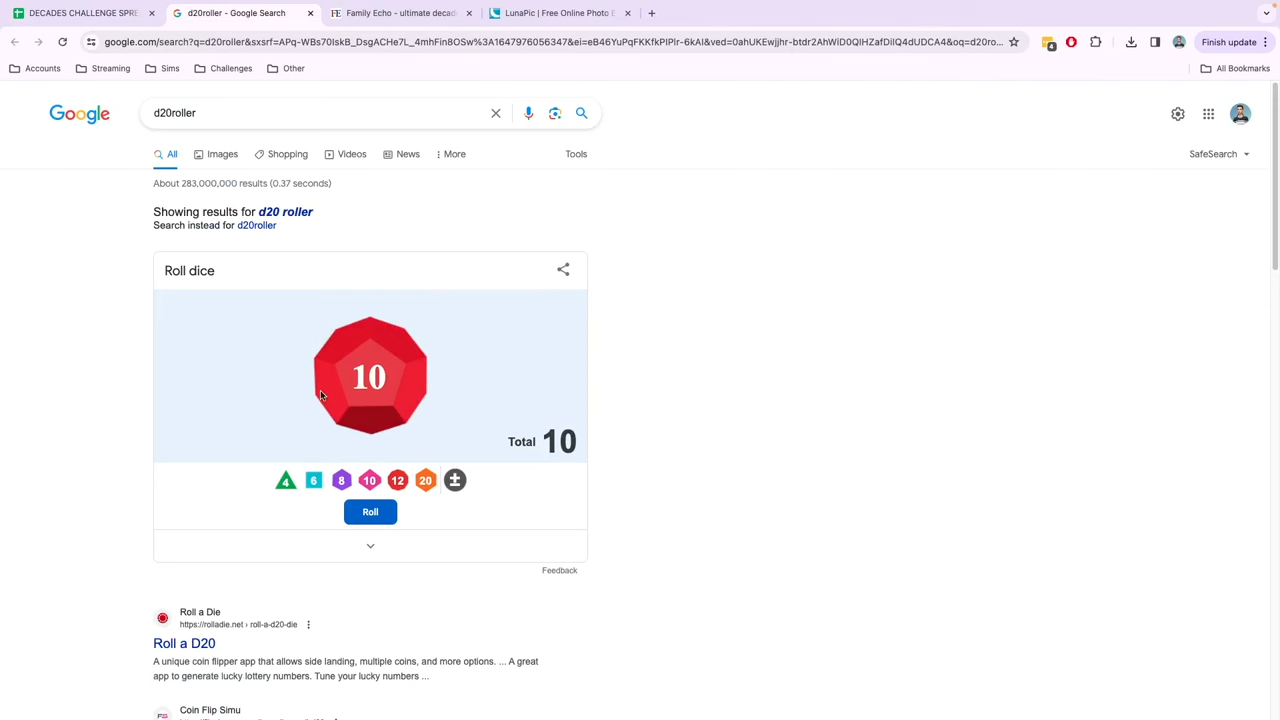 DECADES CHALLENGE SPRE
d20roller - Google Search
FE Family Echo - ultimate decad
LunaPic | Free Online Photo E
google.com/search?q=d20roller&sxsrf=APq-WBs70IskB_DsgACHe7L_4mhFin8OSw%3A1647976056347&ei=eB46YuPqFKKfkPIPlr-6kAI&ved=0ahUKEwjjhr-btdr2AhWiD0QIHZafDiIQ4dUDCA4&oq=d20ro...
4
Finish update
Accounts
Streaming
Sims
Challenges
Other
All Bookmarks
Google
d20roller
All
Images
Shopping
Videos
News
More
Tools
SafeSearch
About 283,000,000 results (0.37 seconds)
Showing results for d20 roller
Search instead for d20roller
Roll dice
10
Total 10
4 6 8 10 12 20 ±
Roll
Feedback
Roll a Die
https://rolladie.net › roll-a-d20-die
Roll a D20
A unique coin flipper app that allows side landing, multiple coins, and more options. ... A great
app to generate lucky lottery numbers. Tune your lucky numbers ...
Coin Flip Simu